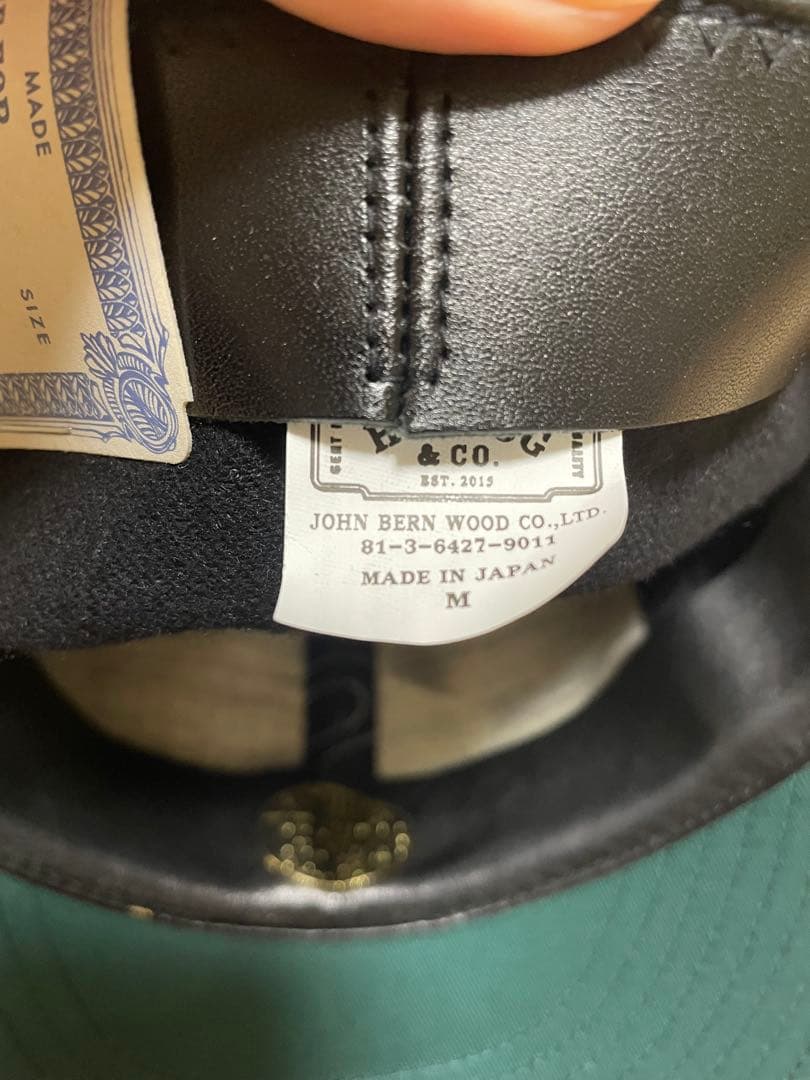 MADE
SIZE
& CO.
EST. 2015
JOHN BERN WOOD CO.,LTD.
81-3-6427-9011
MADE IN JAPAN
M